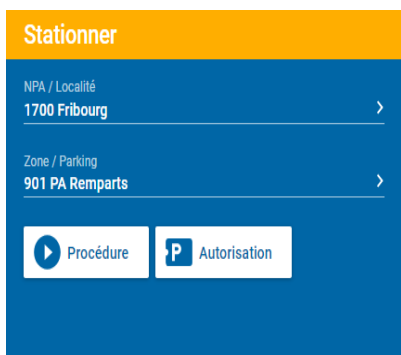 Stationner
NPA / Localité
1700 Fribourg
Zone / Parking
901 PA Remparts
Procédure
P Autorisation